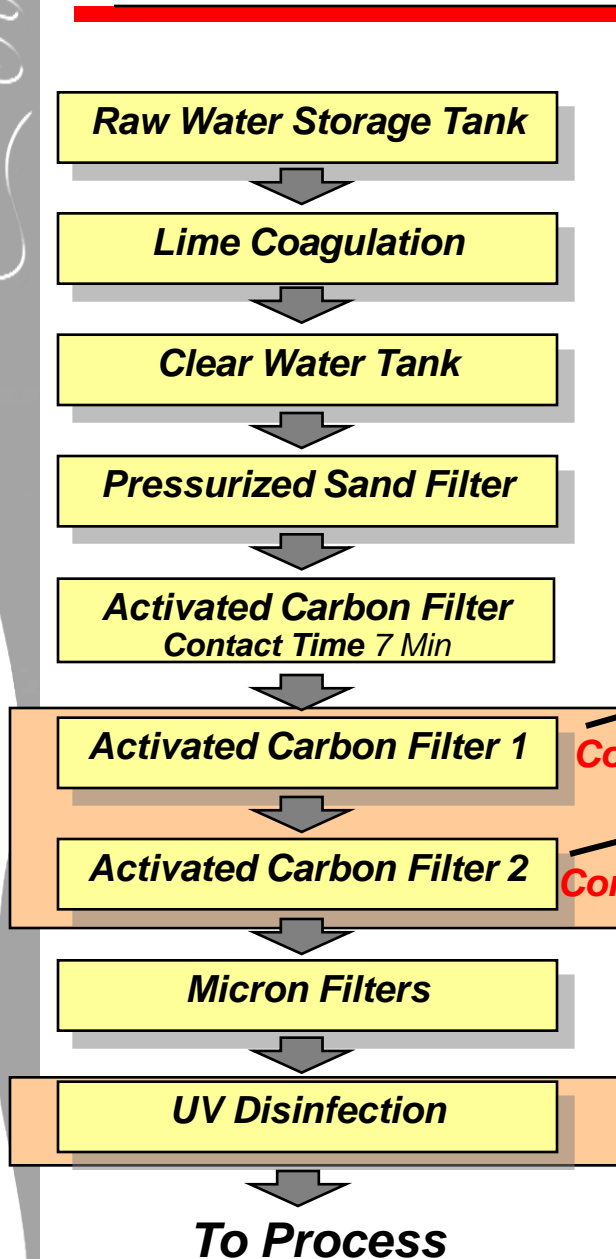 Raw Water Storage Tank
Lime Coagulation
Clear Water Tank
Pressurized Sand Filter
Activated Carbon Filter
Contact Time 7 Min
Activated Carbon Filter 1
Activated Carbon Filter 2
Micron Filters
UV Disinfection
To Process